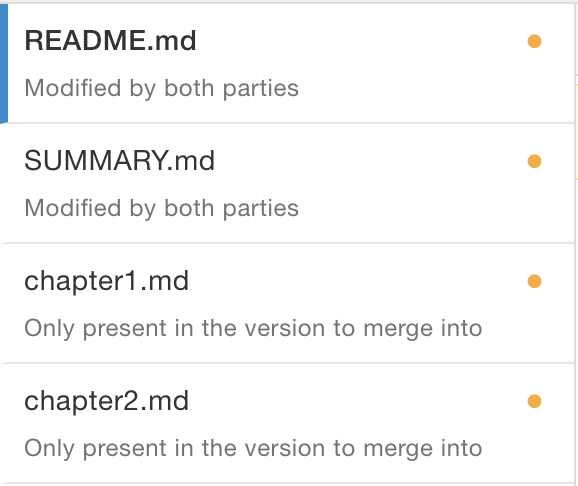 README.md
Modified by both parties
SUMMARY.md
Modified by both parties
chapter1.md
Only present in the version to merge into
chapter2.md
Only present in the version to merge into